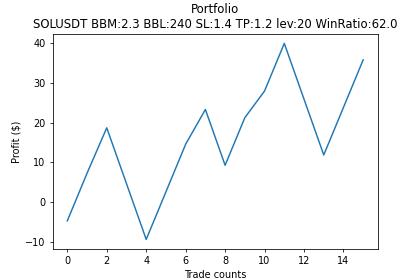 Portfolio
SOLUSDT BBM:2.3 BBL:240 SL:1.4 TP:1.2 lev:20 WinRatio:62.0
40
30
20
10
0
−10
Profit ($)
0 2 4 6 8 10 12 14
Trade counts